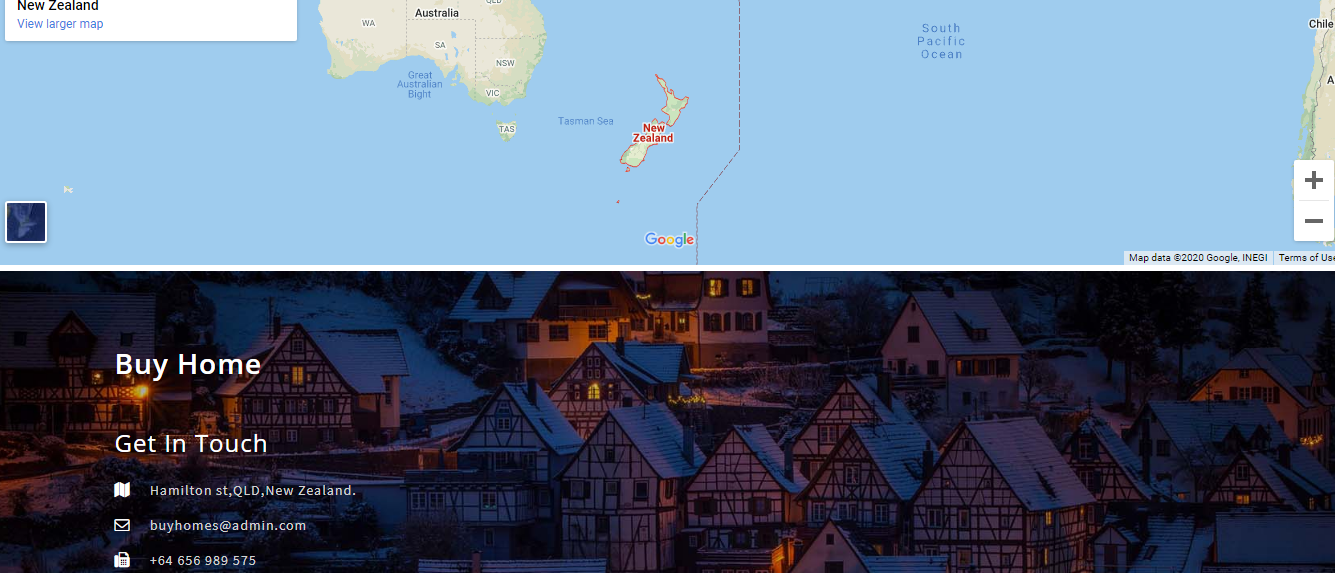 New Zealand
View larger map
QLD
WA
Australia
SA
NSW
Great
Australian
Bight
VIC
TAS
Tasman Sea
New
Zealand
South
Pacific
Ocean
Chile
A
Google
Map data ©2020 Google, INEGI
Terms of Use
Buy Home
Get In Touch
Hamilton st,QLD,New Zealand.
buyhomes@admin.com
+64 656 989 575